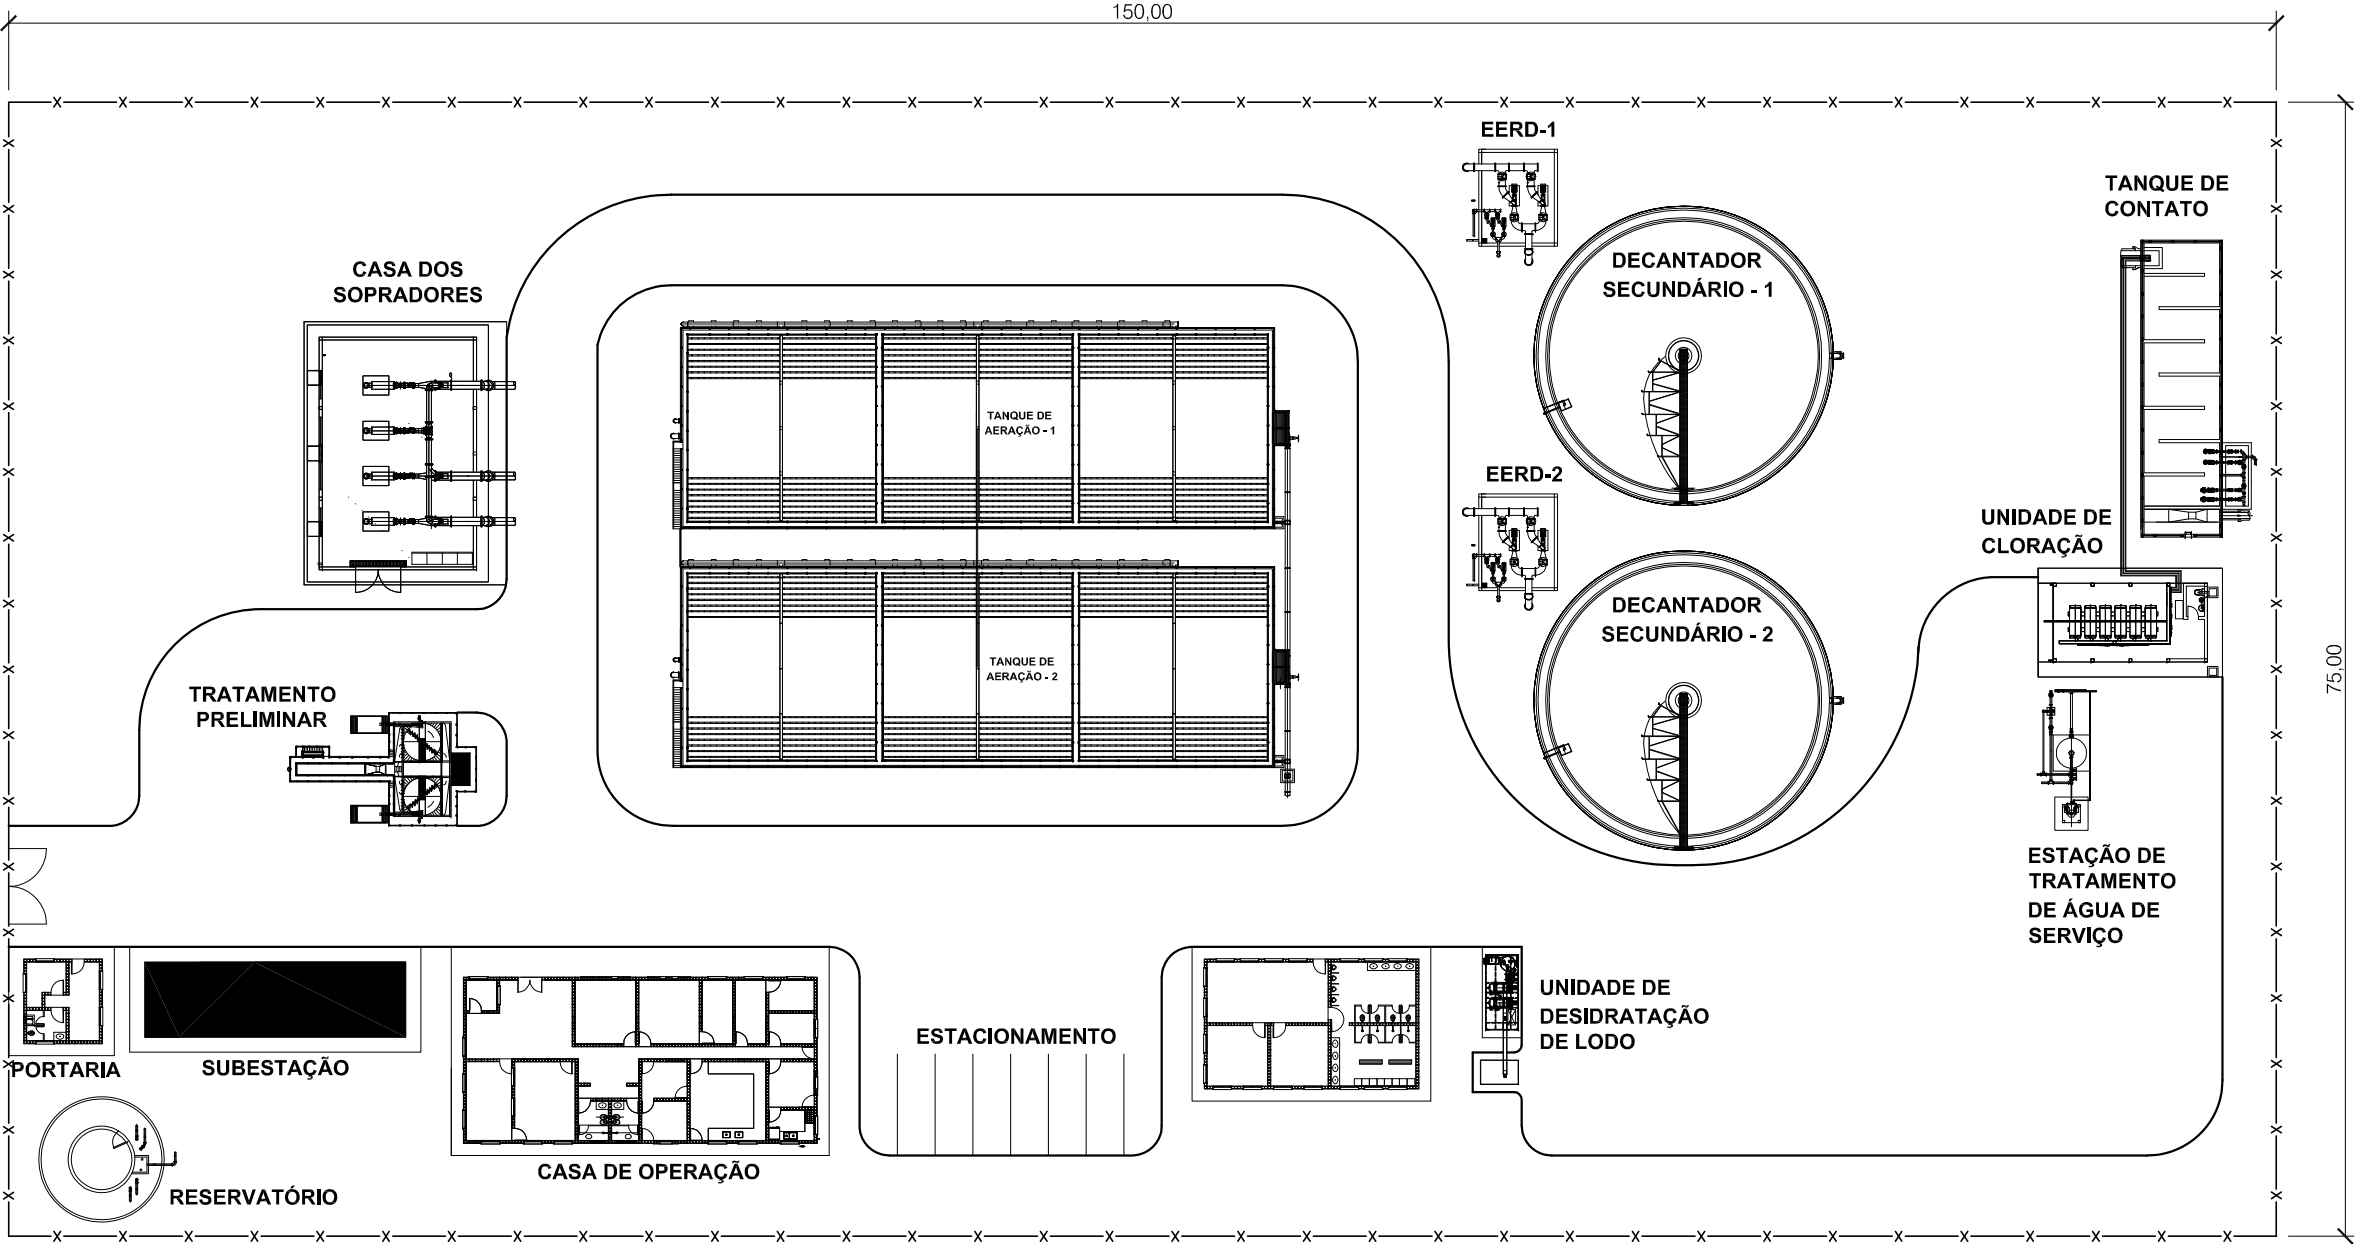 150,00
EERD-1
TANQUE DE
CONTATO
CASA DOS
SOPRADORES
DECANTADOR
SECUNDÁRIO - 1
TANQUE DE
AERAÇÃO - 1
EERD-2
UNIDADE DE
CLORAÇÃO
DECANTADOR
SECUNDÁRIO - 2
TANQUE DE
AERAÇÃO - 2
75,00
TRATAMENTO
PRELIMINAR
ESTAÇÃO DE
TRATAMENTO
DE ÁGUA DE
SERVIÇO
UNIDADE DE
DESIDRATAÇÃO
DE LODO
ESTACIONAMENTO
PORTARIA
SUBESTAÇÃO
CASA DE OPERAÇÃO
RESERVATÓRIO